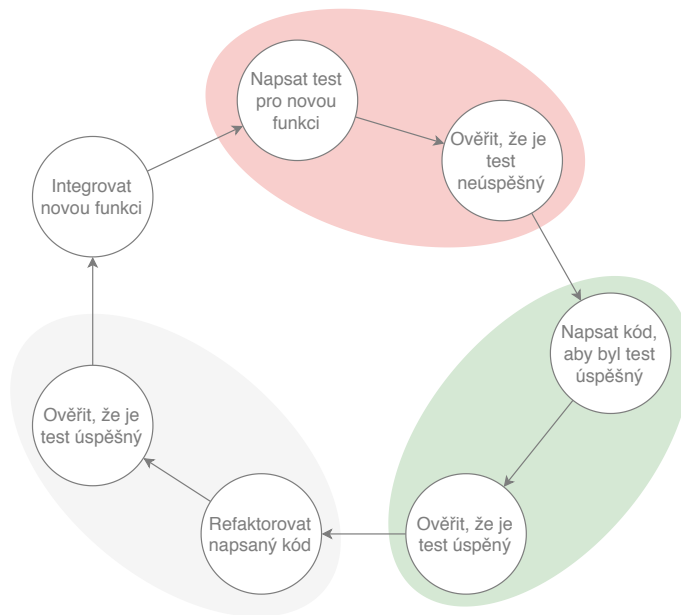 Napsat test
pro novou
funkci
Ověřit, že je
test
neúspěšný
Integrovat
novou funkci
Napsat kód,
aby byl test
úspěšný
Ověřit, že je
test úspěšný
Refaktorovat
napsaný kód
Ověřit, že je
test úspěný